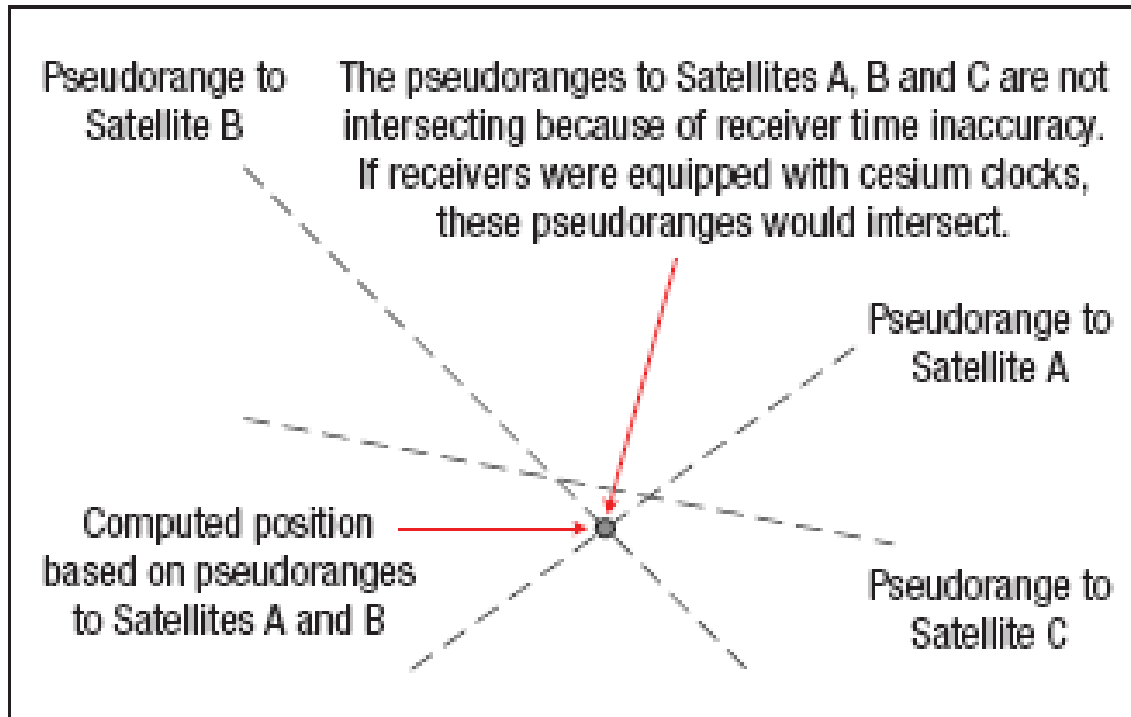 Pseudorange to
Satellite B
The pseudoranges to Satellites A, B and C are not
intersecting because of receiver time inaccuracy.
If receivers were equipped with cesium clocks,
these pseudoranges would intersect.
Pseudorange to
Satellite A
Computed position
based on pseudoranges
to Satellites A and B
Pseudorange to
Satellite C